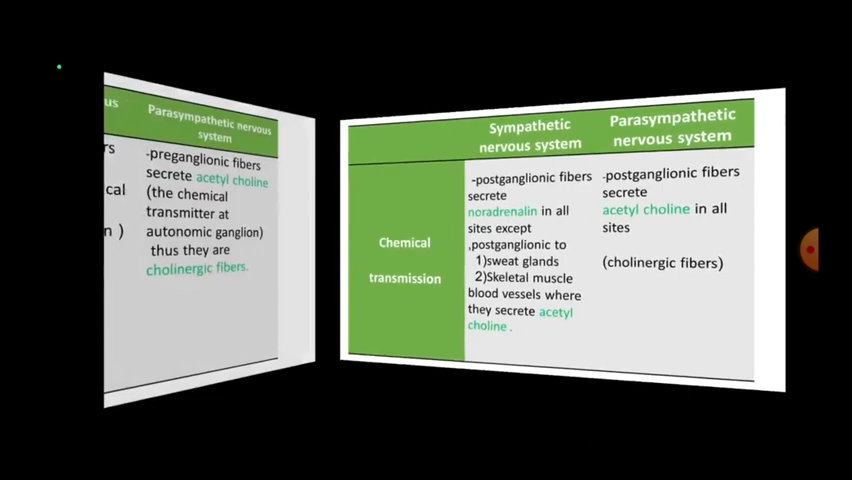 us
Parasympathetic nervous
system
rs
cal
n )
-preganglionic fibers
secrete acetyl choline
(the chemical
transmitter at
autonomic ganglion)
thus they are
cholinergic fibers.
Sympathetic
nervous system
Parasympathetic
nervous system
Chemical
transmission
-postganglionic fibers
secrete
noradrenalin in all
sites except
,postganglionic to
1)sweat glands
2)Skeletal muscle
blood vessels where
they secrete acetyl
choline .
-postganglionic fibers
secrete
acetyl choline in all
sites
(cholinergic fibers)